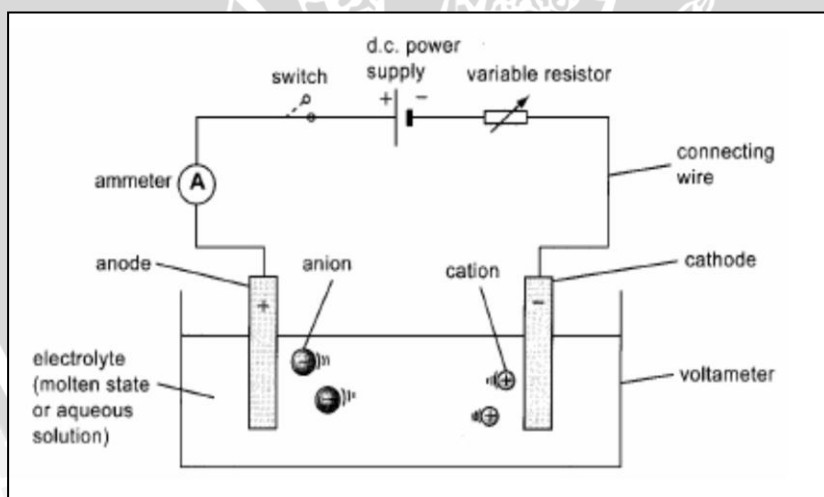 d.c. power
supply
switch
variable resistor
+ −
connecting
wire
ammeter
A
anode
anion
cation
cathode
+
−
electrolyte
(molten state
or aqueous
solution)
voltameter